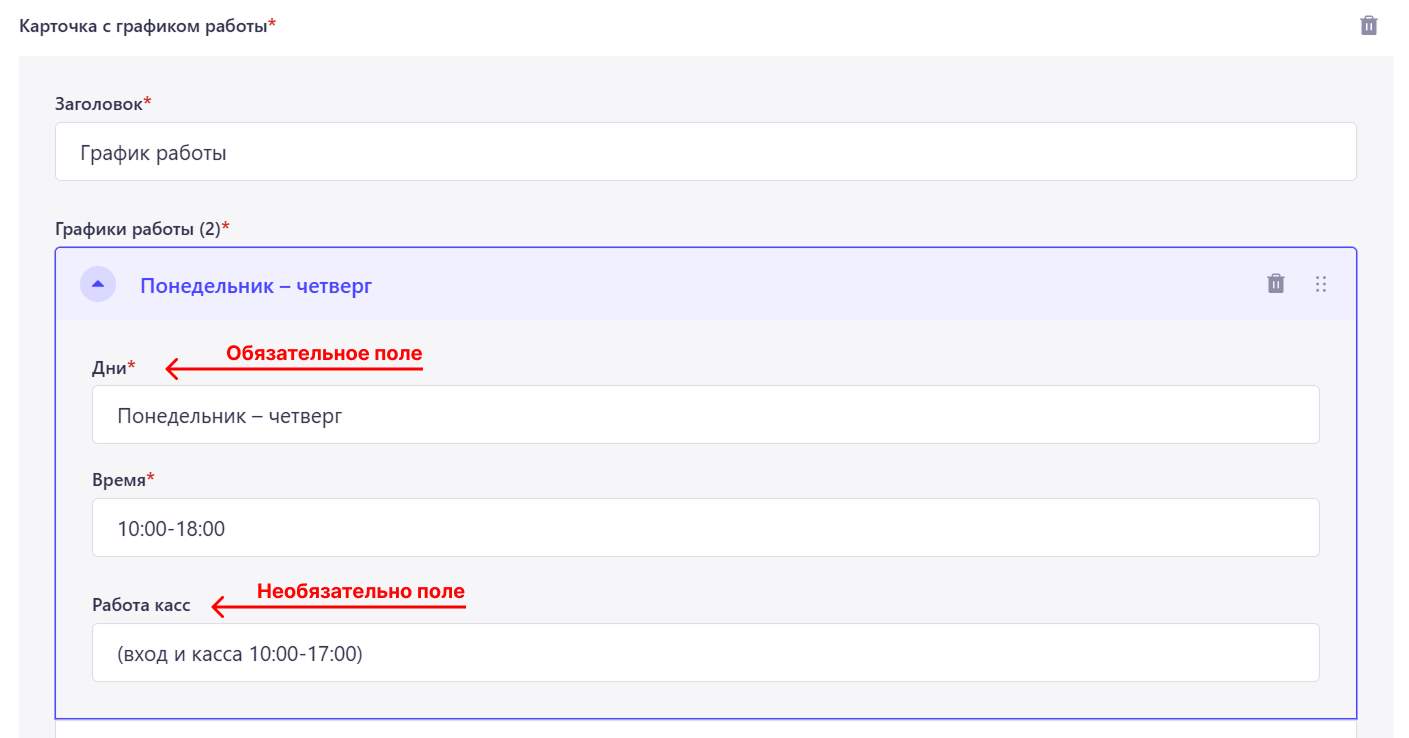 Карточка с графиком работы*
Заголовок*
График работы
Графики работы (2)*
Понедельник – четверг
Обязательное поле
Дни*
Понедельник – четверг
Время*
10:00-18:00
Необязательно поле
Работа касс
(вход и касса 10:00-17:00)